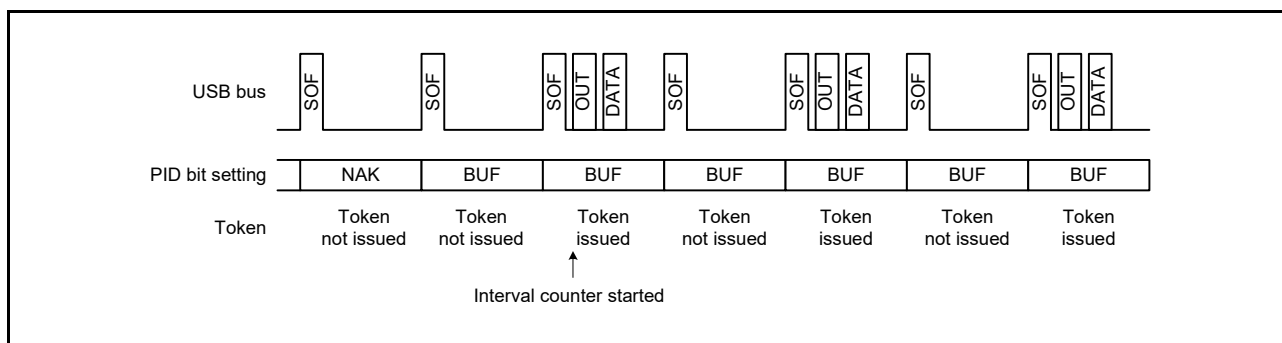 USB bus
SOF
SOF
SOF
OUT
DATA
SOF
SOF
OUT
DATA
SOF
SOF
OUT
DATA
PID bit setting NAK BUF BUF BUF BUF BUF BUF
Token
Token
not issued
Token
not issued
Token
issued
Token
not issued
Token
issued
Token
not issued
Token
issued
Interval counter started